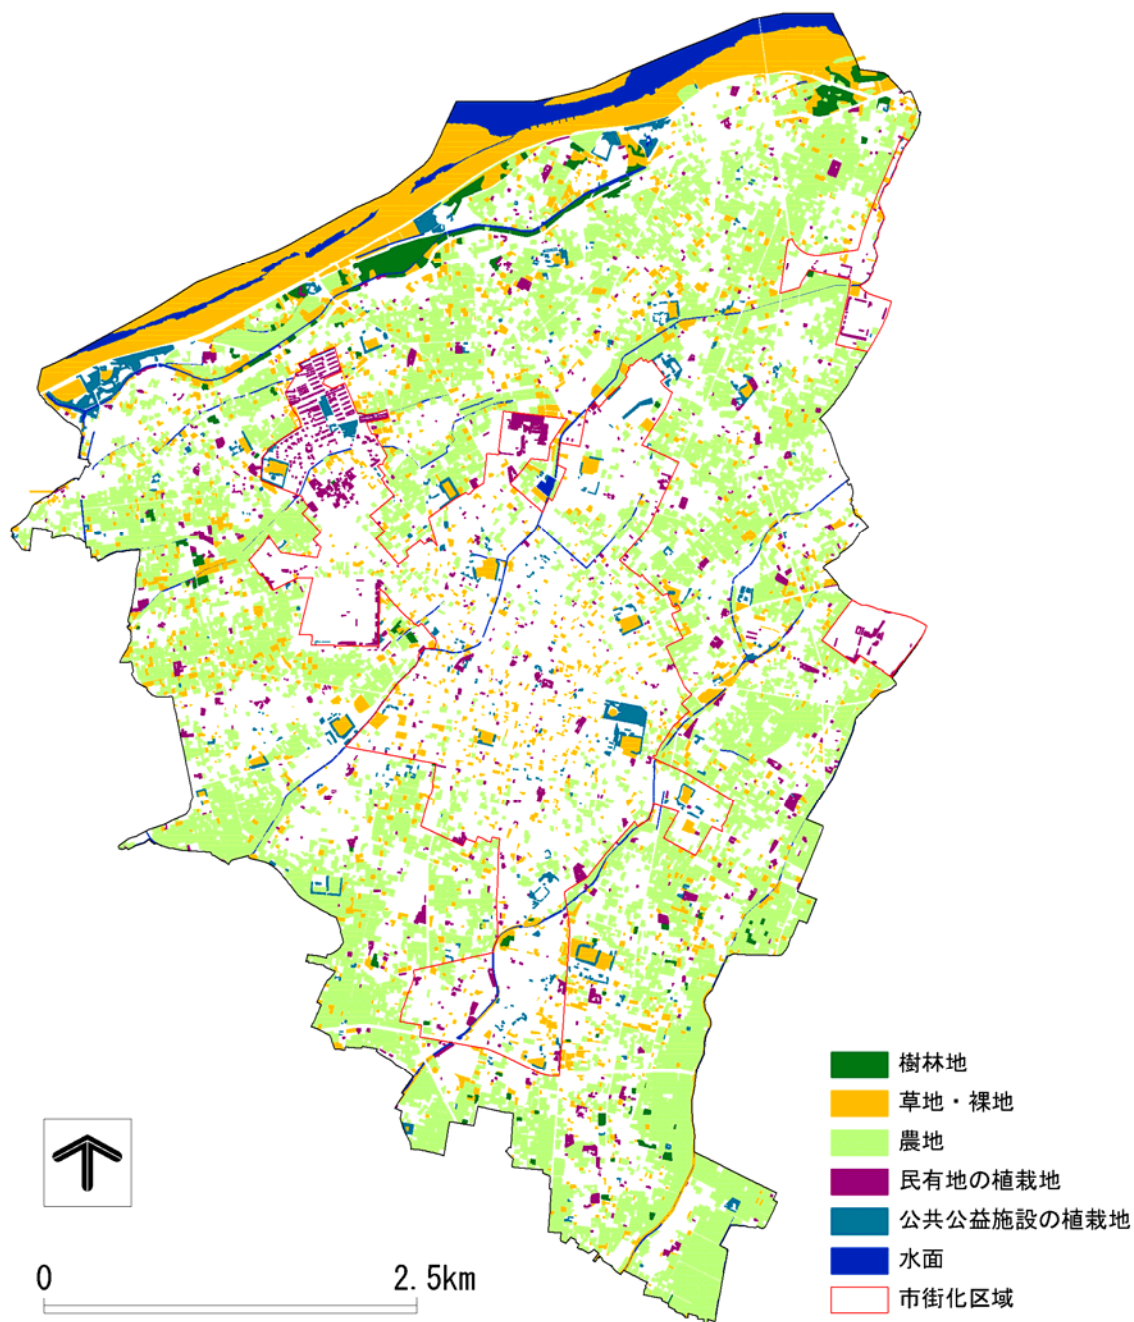 樹林地
草地・裸地
農地
民有地の植栽地
公共公益施設の植栽地
水面
市街化区域
0 2.5km